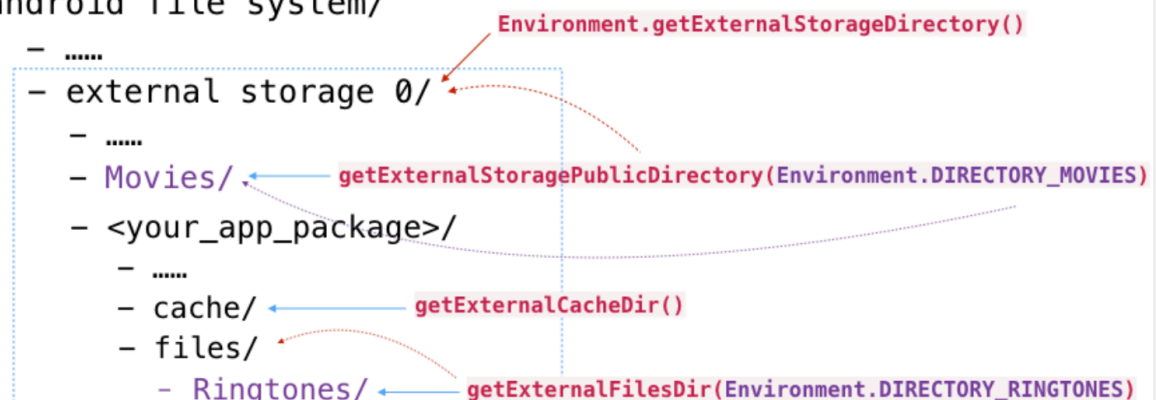 android file system/
Environment.getExternalStorageDirectory()
– ……
– external storage 0/
– ……
– Movies/ getExternalStoragePublicDirectory(Environment.DIRECTORY_MOVIES)
– <your_app_package>/
– ……
– cache/ getExternalCacheDir()
– files/
– Ringtones/ getExternalFilesDir(Environment.DIRECTORY_RINGTONES)